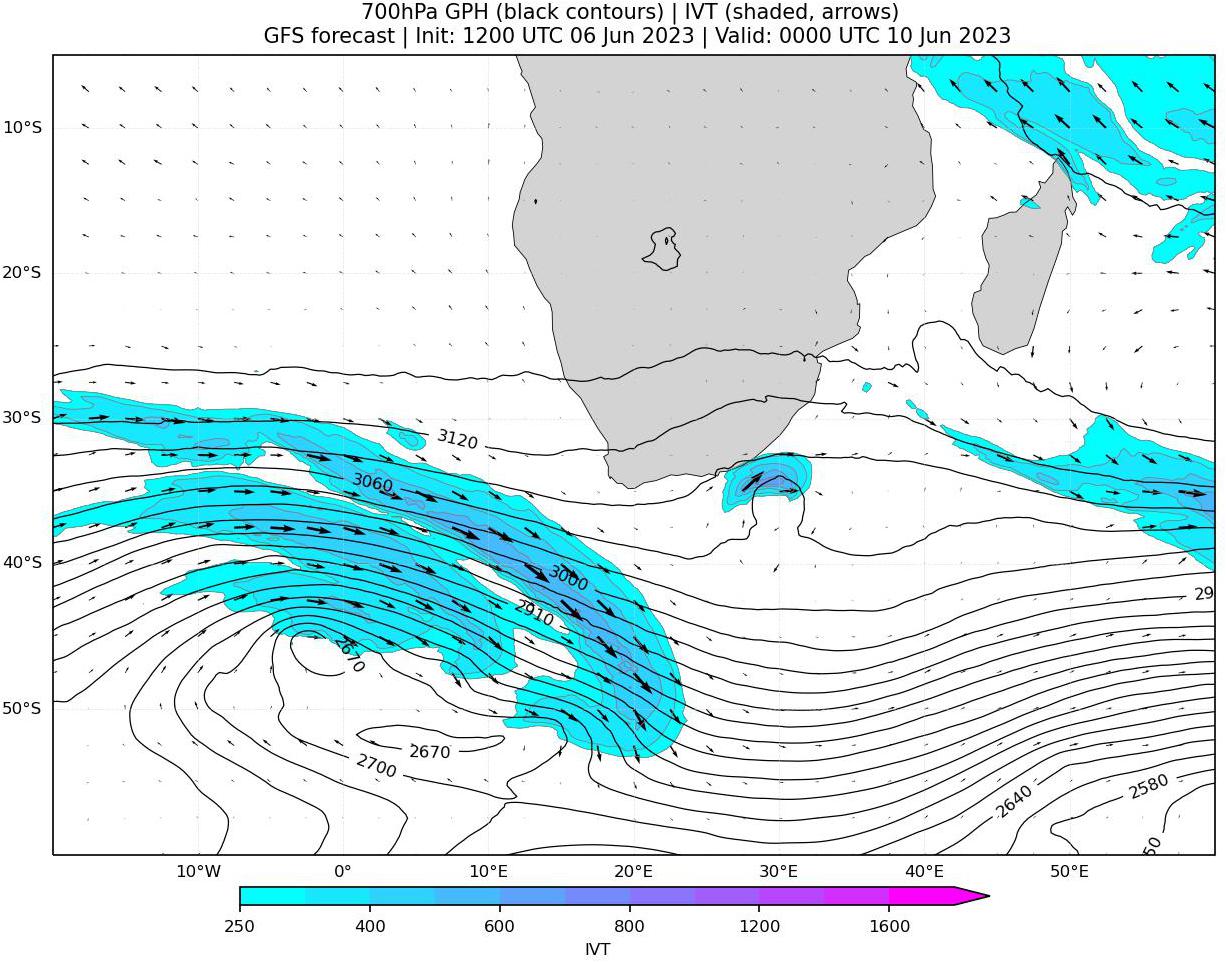 700hPa GPH (black contours) | IVT (shaded, arrows)
GFS forecast | Init: 1200 UTC 06 Jun 2023 | Valid: 0000 UTC 10 Jun 2023
10°S
20°S
30°S
3120
3060
40°S
3000
2910
29
2670
50°S
2670
2700
2580
2640
50
10°W 0° 10°E 20°E 30°E 40°E 50°E
250 400 600 800 1200 1600
IVT